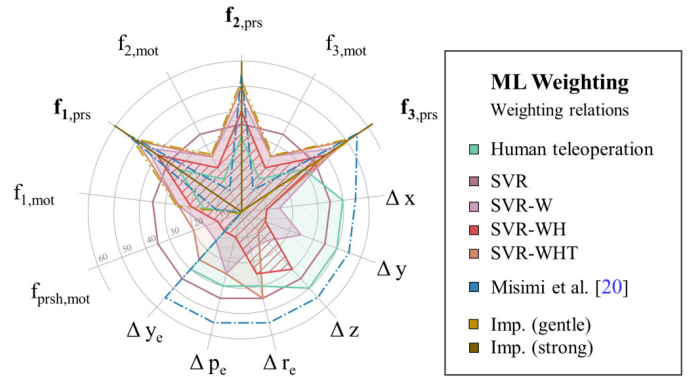 f2,prs
f2,mot
f3,mot
f1,prs
f3,prs
f1,mot
Δ x
20
30
40
50
60
fprsh,mot
Δ y
Δ ye
Δ z
Δ pe
Δ re
ML Weighting
Weighting relations
Human teleoperation
SVR
SVR-W
SVR-WH
SVR-WHT
Misimi et al. [20]
Imp. (gentle)
Imp. (strong)